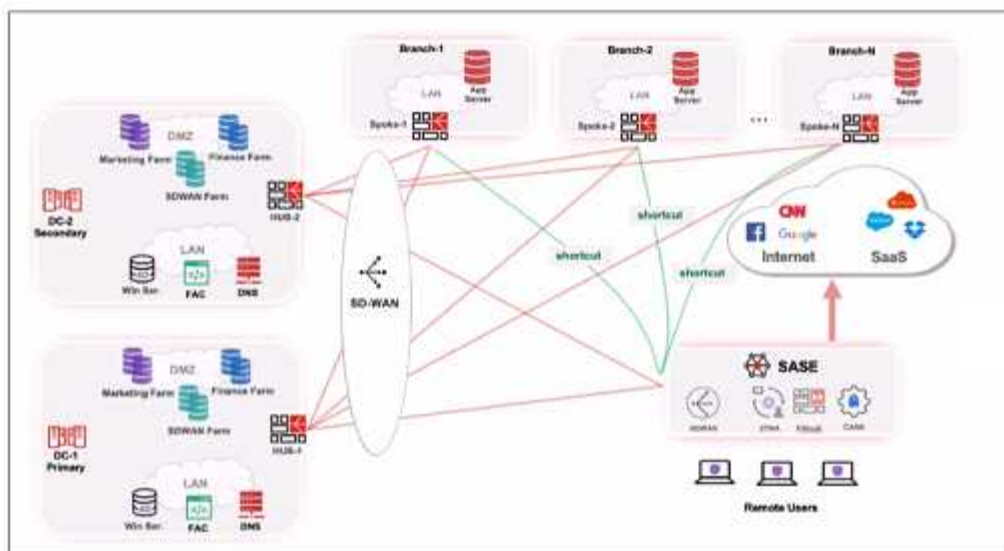 Branch-1
Branch-2
Branch-N
LAN
App
Server
LAN
App
Server
LAN
App
Server
Spoke-1
Spoke-2
...
Spoke-N
DMZ
Marketing Farm
Finance Farm
SDWAN Farm
DC-2
Secondary
HUB-2
LAN
Win Ser
FAC
DNS
SD-WAN
shortcut
shortcut
shortcut
CNN
Google
Internet
SaaS
DMZ
Marketing Farm
Finance Farm
SDWAN Farm
DC-1
Primary
HUB-1
LAN
Win Ser
FAC
DNS
SASE
SDWAN
ZTNA
FWaaS
CASB
Remote Users